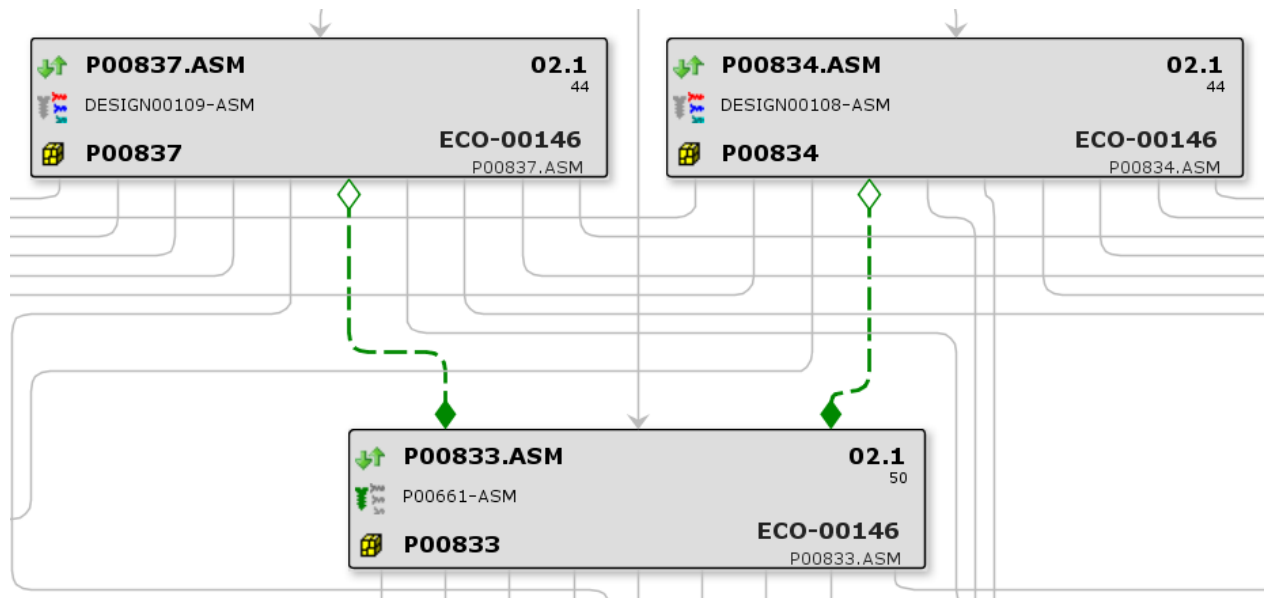 P00837.ASM 02.1
44
DESIGN00109-ASM
ECO-00146
P00837
P00837.ASM
P00834.ASM 02.1
44
DESIGN00108-ASM
ECO-00146
P00834
P00834.ASM
P00833.ASM 02.1
50
P00661-ASM
ECO-00146
P00833
P00833.ASM